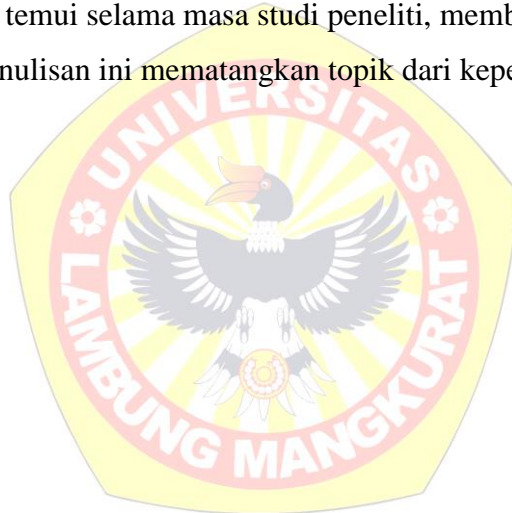 temui selama masa studi peneliti, memb
nulisan ini mematangkan topik dari kepe
UNIVERSITAS
LAMBUNG MANGKURAT